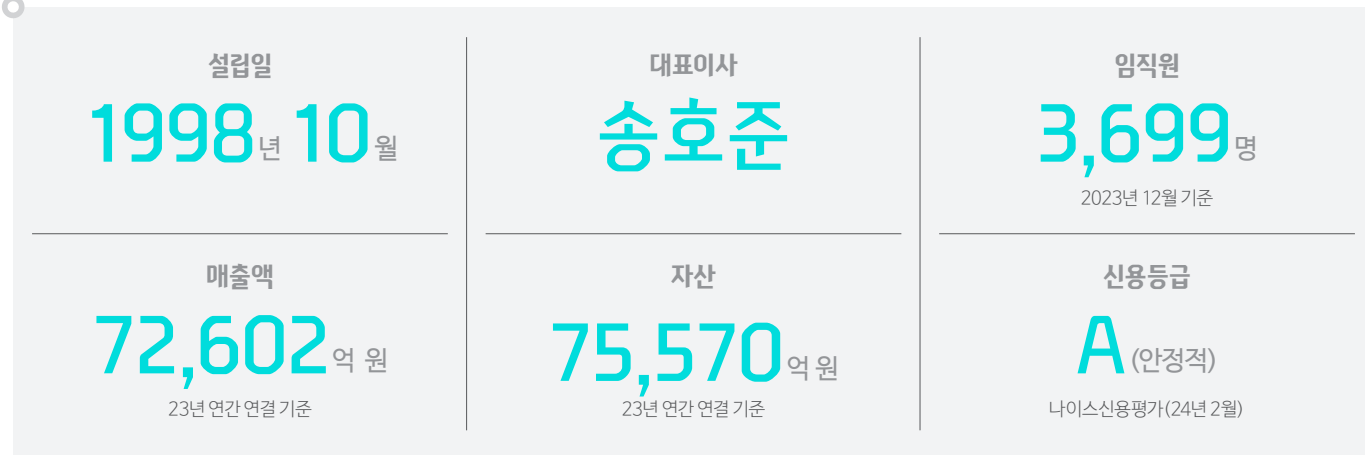 설립일
1998년 10월
대표이사
송호준
임직원
3,699명
2023년 12월 기준
매출액
72,602억 원
23년 연간 연결 기준
자산
75,570억 원
23년 연간 연결 기준
신용등급
A (안정적)
나이스신용평가(24년 2월)